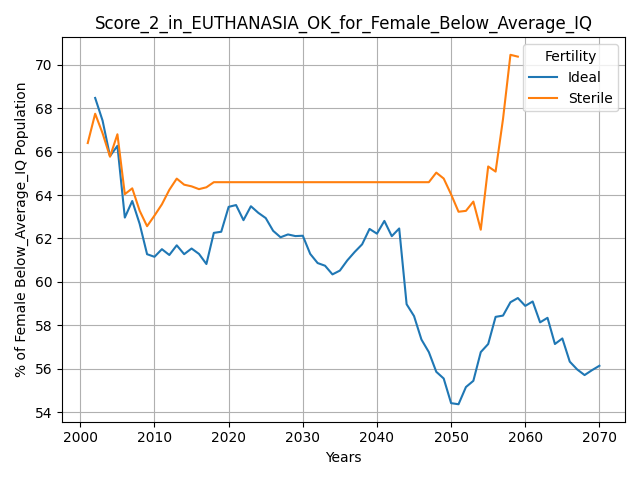 Score_2_in_EUTHANASIA_OK_for_Female_Below_Average_IQ
% of Female Below_Average_IQ Population
70
68
66
64
62
60
58
56
54
Fertility
Ideal
Sterile
2000 2010 2020 2030 2040 2050 2060 2070
Years